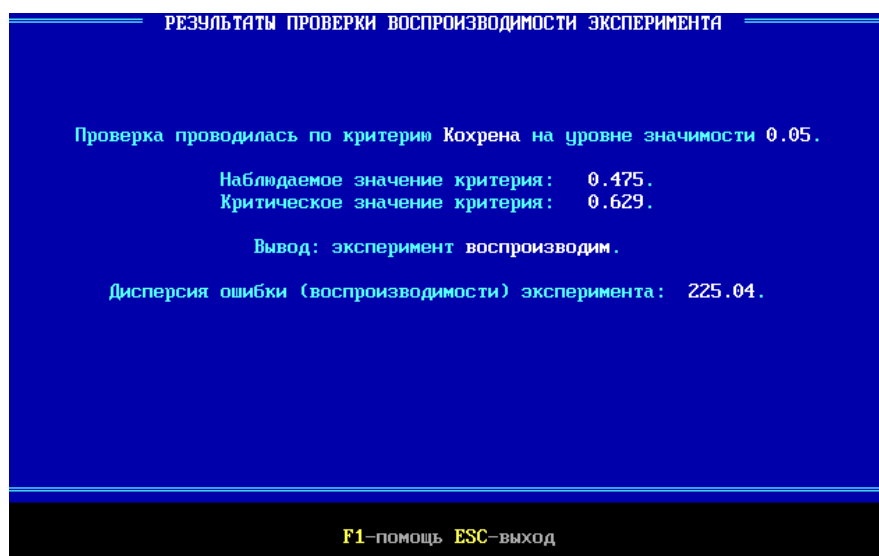 РЕЗУЛЬТАТЫ ПРОВЕРКИ ВОСПРОИЗВОДИМОСТИ ЭКСПЕРИМЕНТА
Проверка проводилась по критерию Кохрена на уровне значимости 0.05.
Наблюдаемое значение критерия: 0.475.
Критическое значение критерия: 0.629.
Вывод: эксперимент воспроизводим.
Дисперсия ошибки (воспроизводимости) эксперимента: 225.04.
F1-помощь ESC-выход